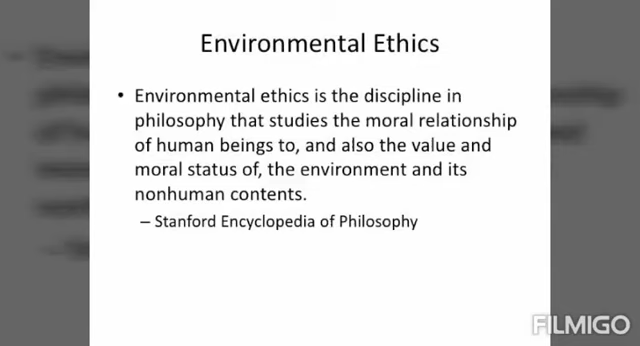 Environmental Ethics
• Environmental ethics is the discipline in
philosophy that studies the moral relationship
of human beings to, and also the value and
moral status of, the environment and its
nonhuman contents.
– Stanford Encyclopedia of Philosophy
FILMIGO